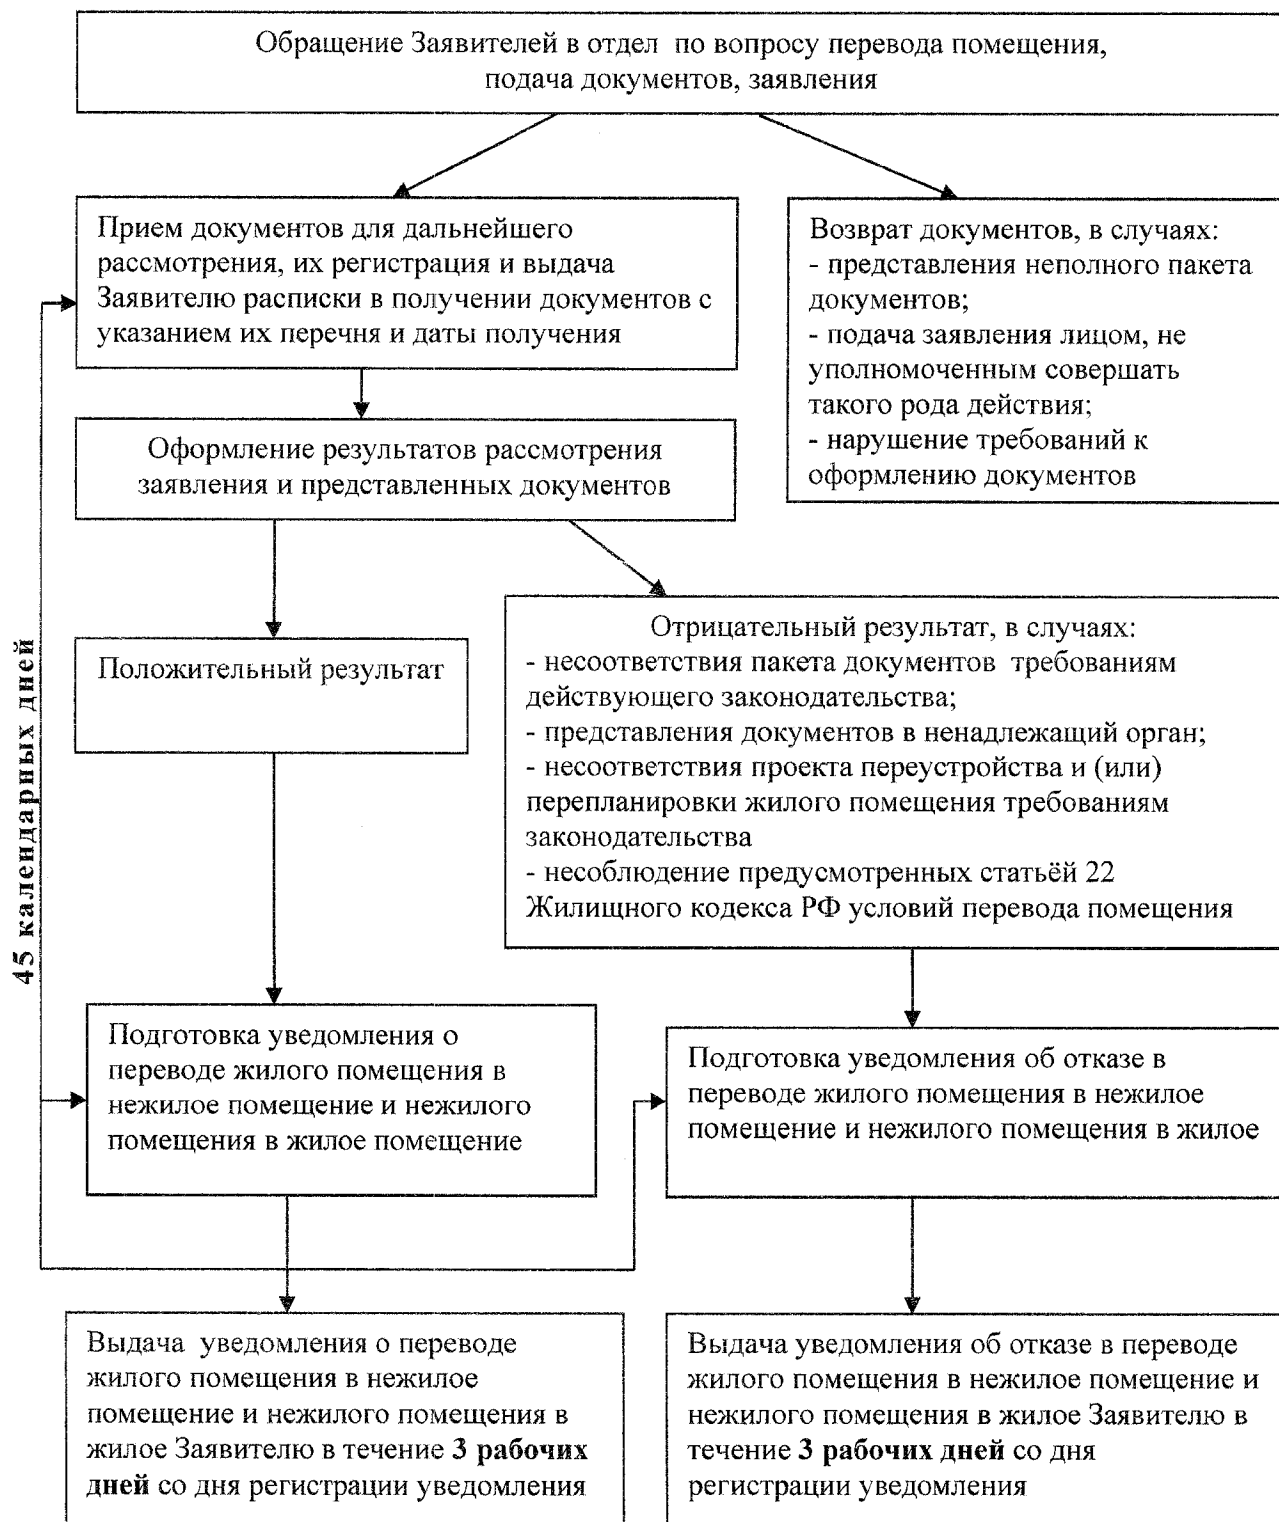 Обращение Заявителей в отдел по вопросу перевода помещения,
подача документов, заявления
Прием документов для дальнейшего
рассмотрения, их регистрация и выдача
Заявителю расписки в получении документов с
указанием их перечня и даты получения
Возврат документов, в случаях:
- представления неполного пакета
документов;
- подача заявления лицом, не
уполномоченным совершать
такого рода действия;
- нарушение требований к
оформлению документов
Оформление результатов рассмотрения
заявления и представленных документов
45 календарных дней
Положительный результат
Отрицательный результат, в случаях:
- несоответствия пакета документов требованиям
действующего законодательства;
- представления документов в ненадлежащий орган;
- несоответствия проекта переустройства и (или)
перепланировки жилого помещения требованиям
законодательства
- несоблюдение предусмотренных статьёй 22
Жилищного кодекса РФ условий перевода помещения
Подготовка уведомления о
переводе жилого помещения в
нежилое помещение и нежилого
помещения в жилое помещение
Подготовка уведомления об отказе в
переводе жилого помещения в нежилое
помещение и нежилого помещения в жилое
Выдача уведомления о переводе
жилого помещения в нежилое
помещение и нежилого помещения в
жилое Заявителю в течение 3 рабочих
дней со дня регистрации уведомления
Выдача уведомления об отказе в переводе
жилого помещения в нежилое помещение и
нежилого помещения в жилое Заявителю в
течение 3 рабочих дней со дня
регистрации уведомления